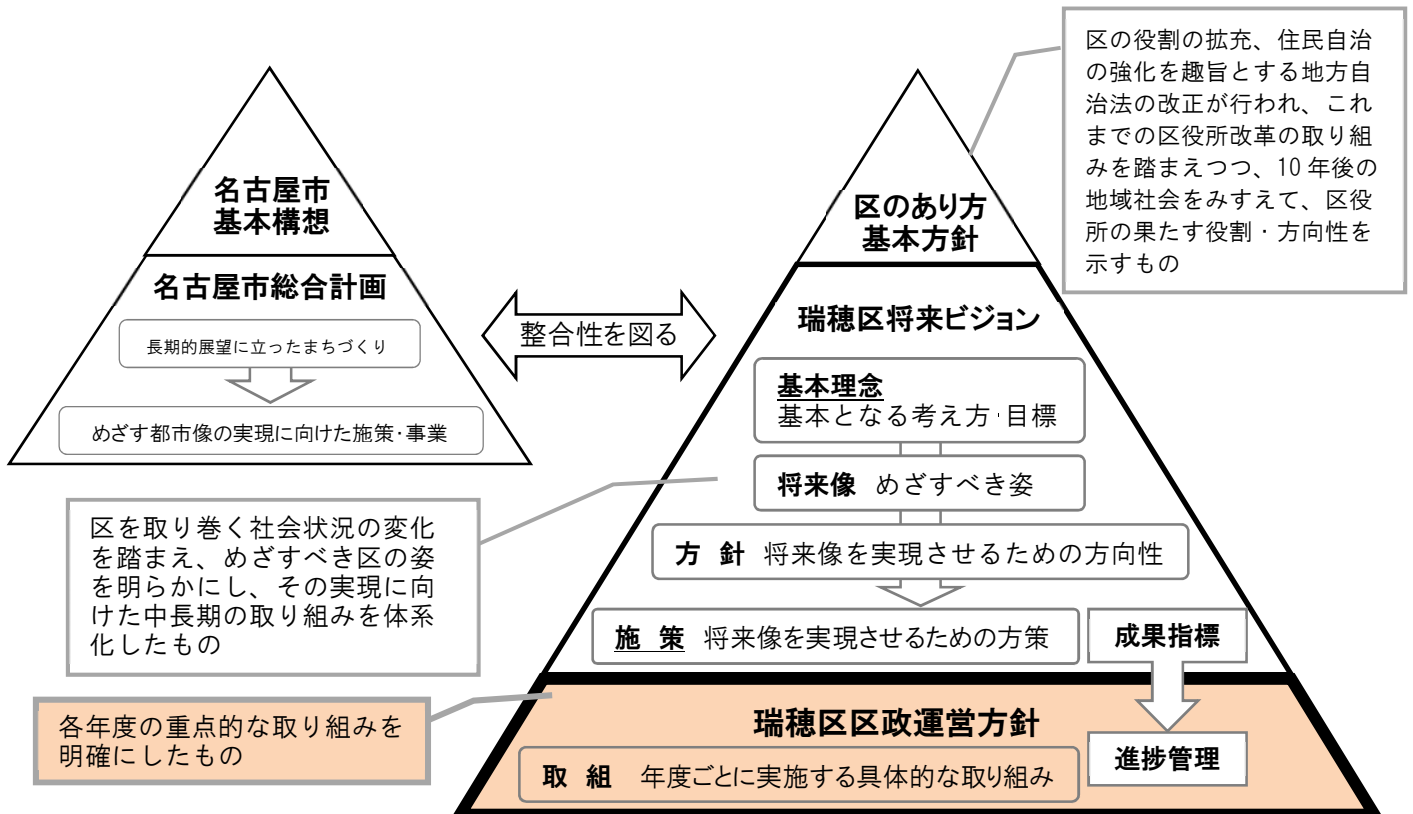 名古屋市
基本構想
名古屋市総合計画
長期的展望に立ったまちづくり
めざす都市像の実現に向けた施策・事業
整合性を図る
区のあり方
基本方針
区の役割の拡充、住民自治
の強化を趣旨とする地方自
治法の改正が行われ、これ
までの区役所改革の取り組
みを踏まえつつ、10年後の
地域社会をみすえて、区役
所の果たす役割・方向性を
示すもの
瑞穂区将来ビジョン
基本理念
基本となる考え方・目標
将来像 めざすべき姿
方 針 将来像を実現させるための方向性
施 策 将来像を実現させるための方策
成果指標
区を取り巻く社会状況の変化
を踏まえ、めざすべき区の姿
を明らかにし、その実現に向
けた中長期の取り組みを体系
化したもの
各年度の重点的な取り組みを
明確にしたもの
瑞穂区区政運営方針
取 組 年度ごとに実施する具体的な取り組み
進捗管理